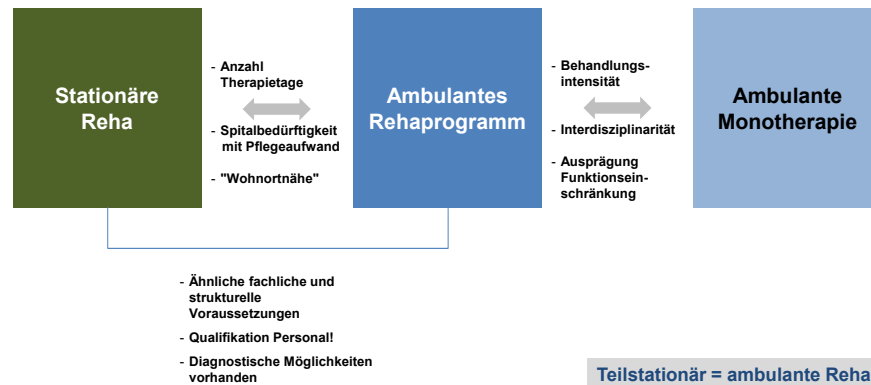 Stationäre
Reha
- Anzahl
Therapietage
- Spitalbedürftigkeit
mit Pflegeaufwand
- "Wohnortnähe"
Ambulantes
Rehaprogramm
- Behandlungs-
intensität
- Interdisziplinarität
- Ausprägung
Funktionsein-
schränkung
Ambulante
Monotherapie
- Ähnliche fachliche und
strukturelle
Voraussetzungen
- Qualifikation Personal!
- Diagnostische Möglichkeiten
vorhanden
Teilstationär = ambulante Reha